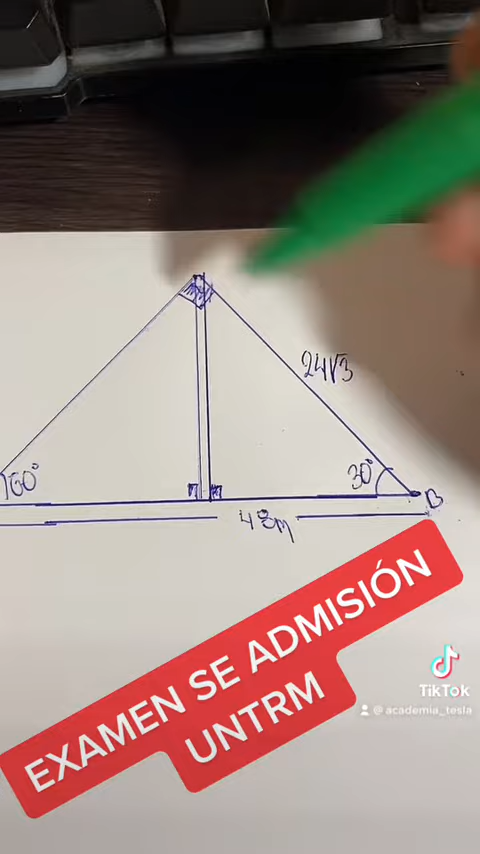 24√3
60°
30°
B
48m
EXAMEN SE ADMISIÓN
UNTRM
TikTok
@academia_tesla